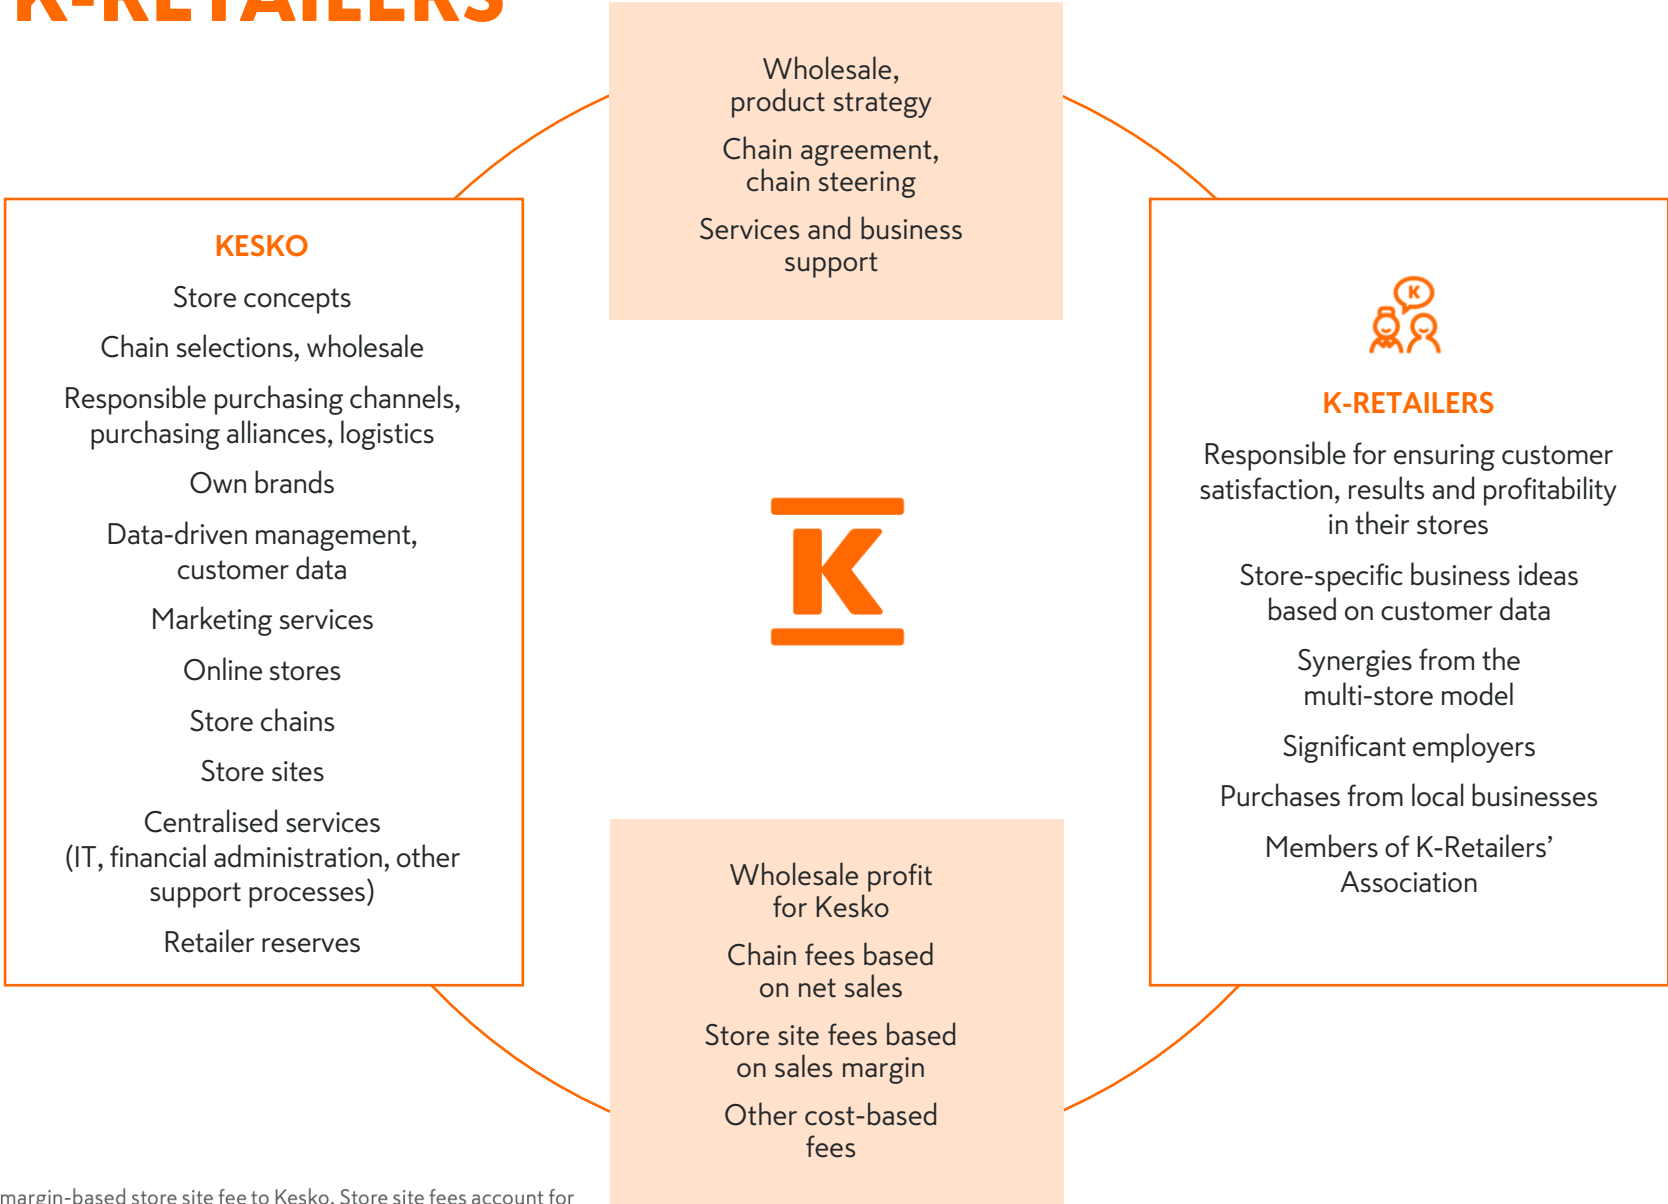 K-RETAILERS
Wholesale,
product strategy
Chain agreement,
chain steering
Services and business
support
KESKO
Store concepts
Chain selections, wholesale
Responsible purchasing channels,
purchasing alliances, logistics
Own brands
Data-driven management,
customer data
Marketing services
Online stores
Store chains
Store sites
Centralised services
(IT, financial administration, other
support processes)
Retailer reserves
K
K
K-RETAILERS
Responsible for ensuring customer
satisfaction, results and profitability
in their stores
Store-specific business ideas
based on customer data
Synergies from the
multi-store model
Significant employers
Purchases from local businesses
Members of K-Retailers’
Association
Wholesale profit
for Kesko
Chain fees based
on net sales
Store site fees based
on sales margin
Other cost-based
fees
margin-based store site fee to Kesko. Store site fees account for